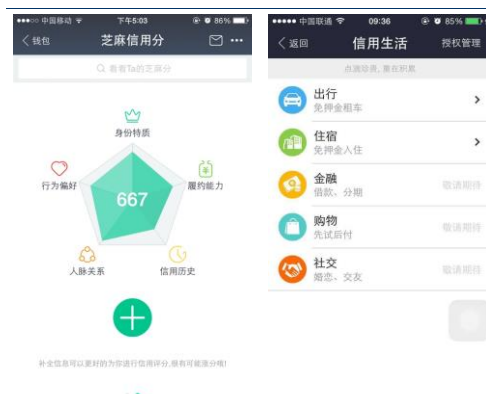 中国移动 下午5:03 86%
钱包 芝麻信用分
看看Ta的芝麻分
身份特质
行为偏好
履约能力
667
人脉关系
信用历史
补全信息可以更好的为你进行信用评分,很有可能涨分哦!
中国联通 09:36 85%
返回 信用生活 授权管理
点滴珍贵,重在积累
出行
免押金租车
住宿
免押金入住
金融
借款、分期
敬请期待
购物
先试后付
敬请期待
社交
婚恋、交友
敬请期待